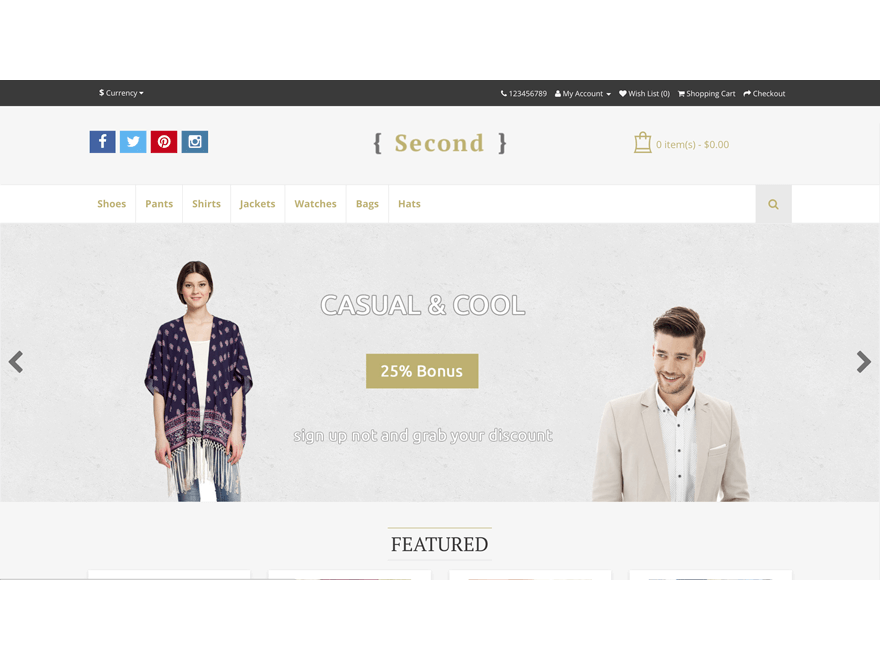 $ Currency
123456789 My Account Wish List (0) Shopping Cart Checkout
{ Second }
0 item(s) - $0.00
Shoes Pants Shirts Jackets Watches Bags Hats
CASUAL & COOL
25% Bonus
sign up not and grab your discount
FEATURED